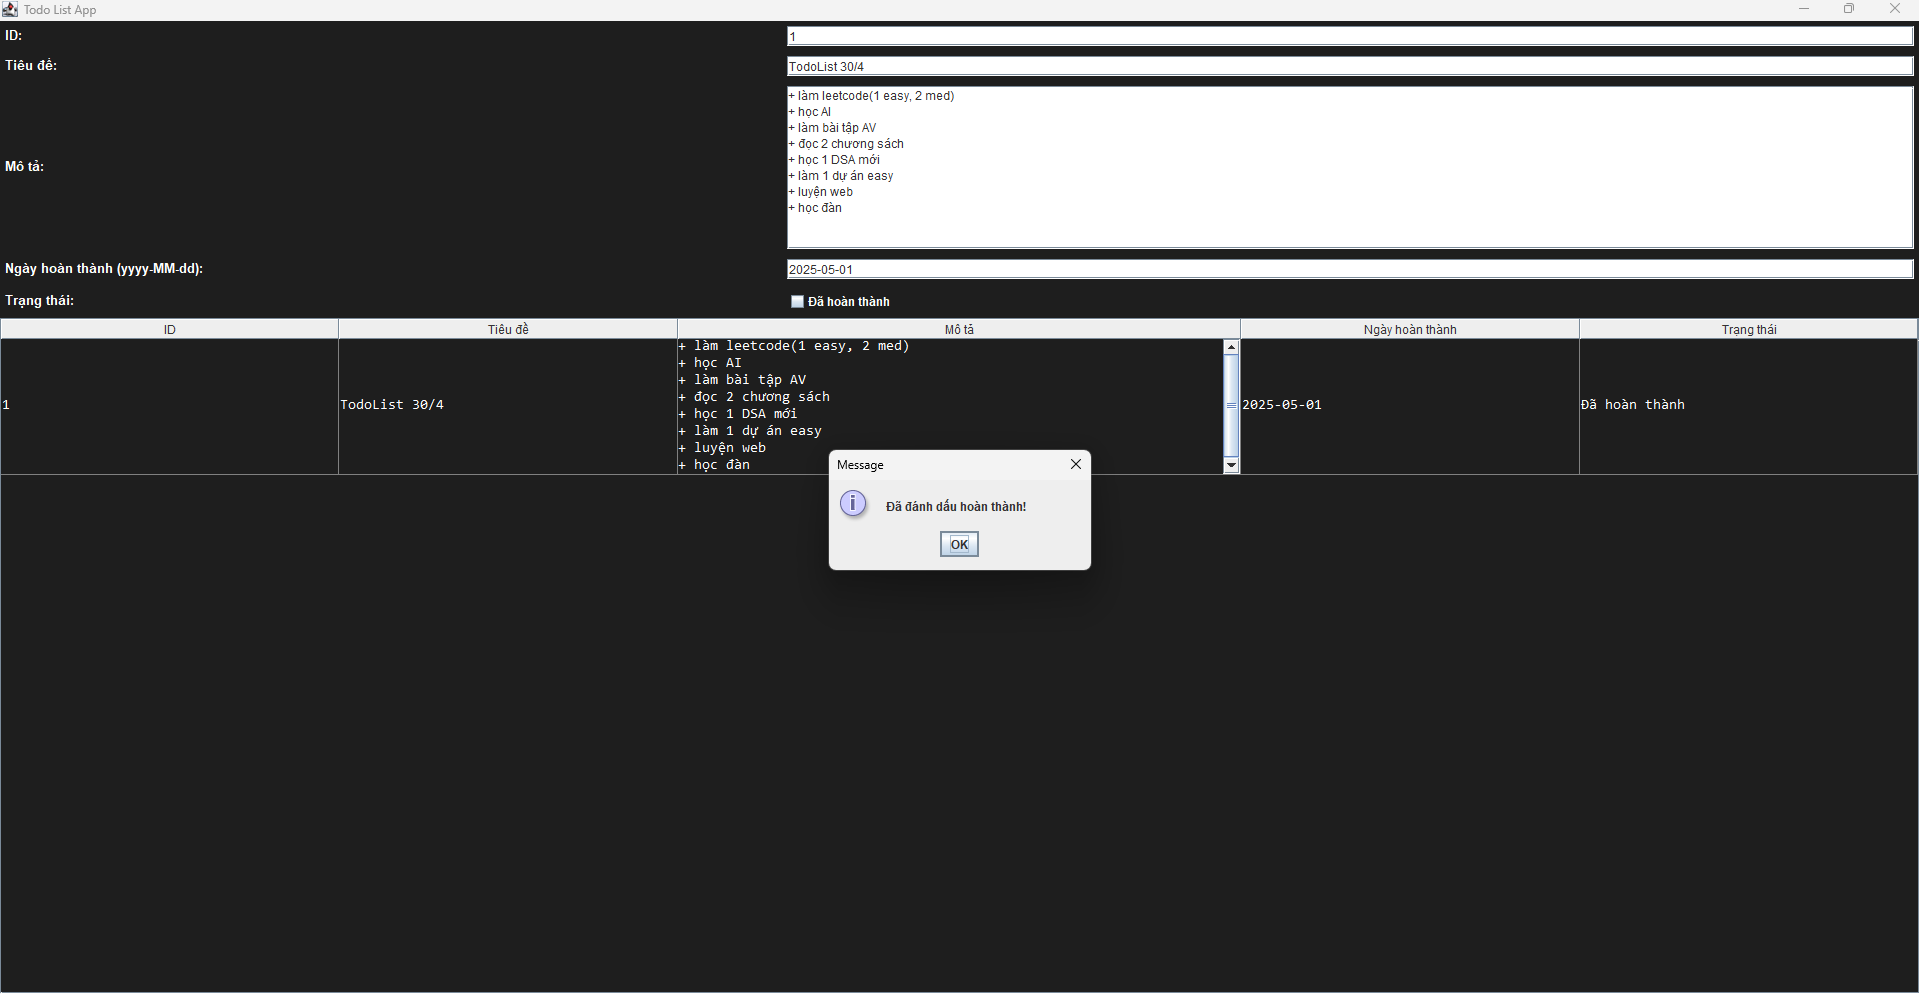 Todo List App
ID:
1
Tiêu đề:
TodoList 30/4
Mô tả:
+ làm leetcode(1 easy, 2 med)
+ học AI
+ làm bài tập AV
+ đọc 2 chương sách
+ học 1 DSA mới
+ làm 1 dự án easy
+ luyện web
+ học đàn
Ngày hoàn thành (yyyy-MM-dd):
2025-05-01
Trạng thái:
Đã hoàn thành
ID Tiêu đề Mô tả Ngày hoàn thành Trạng thái
1
TodoList 30/4
+ làm leetcode(1 easy, 2 med)
+ học AI
+ làm bài tập AV
+ đọc 2 chương sách
+ học 1 DSA mới
+ làm 1 dự án easy
+ luyện web
+ học đàn
2025-05-01
Đã hoàn thành
Message
Đã đánh dấu hoàn thành!
OK